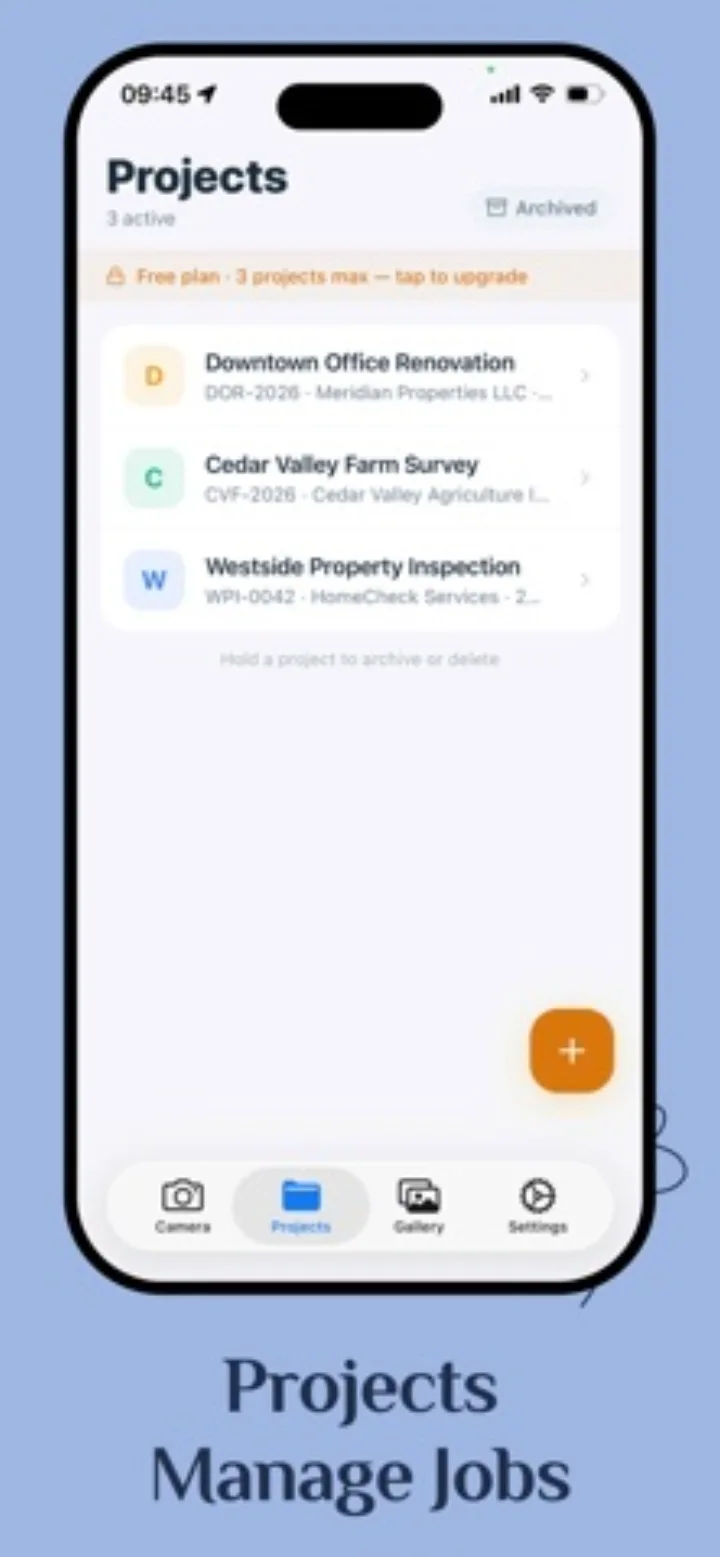 09:45
Projects
3 active
Archived
Free plan · 3 projects max — tap to upgrade
D
Downtown Office Renovation
DOR-2026 · Meridian Properties LLC ·...
C
Cedar Valley Farm Survey
CVF-2026 · Cedar Valley Agriculture I...
W
Westside Property Inspection
WPI-0042 · HomeCheck Services · 2...
Hold a project to archive or delete
+
Camera
Projects
Gallery
Settings
Projects
Manage Jobs